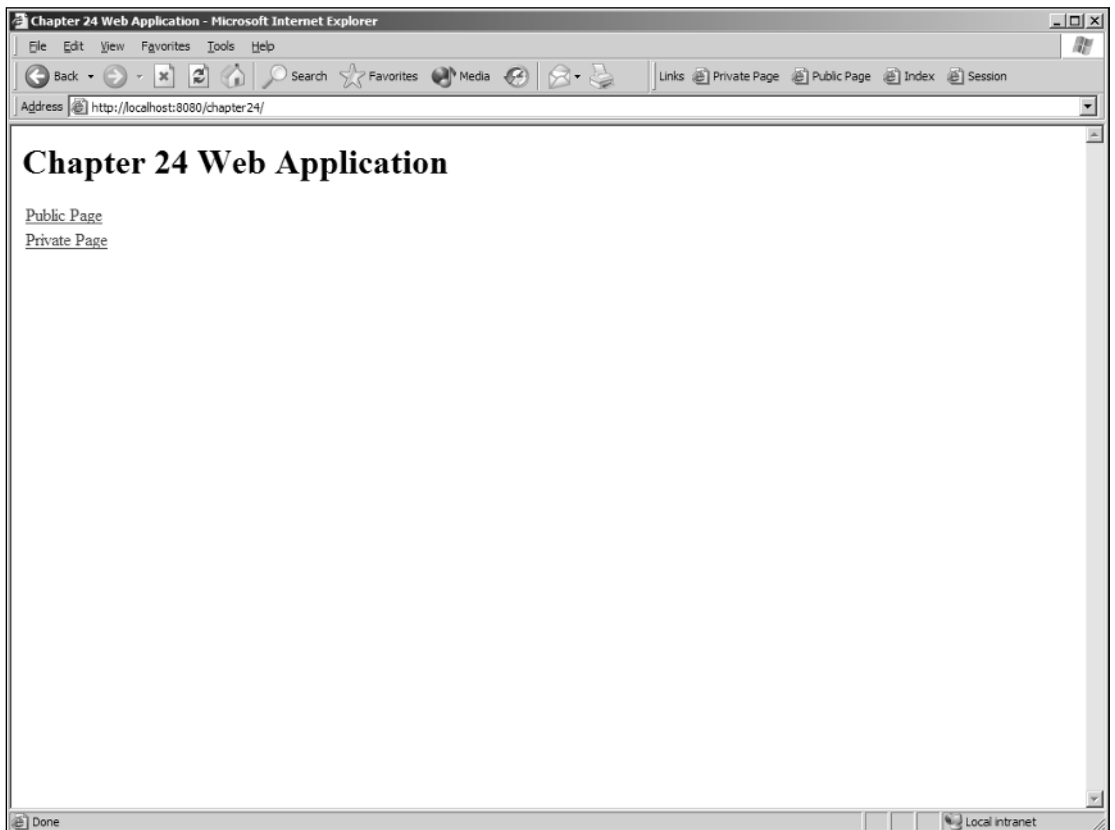 Chapter 24 Web Application - Microsoft Internet Explorer
File Edit View Favorites Tools Help
Back Search Favorites Media Links Private Page Public Page Index Session
Address http://localhost:8080/chapter24/
Chapter 24 Web Application
Public Page
Private Page
Done Local intranet